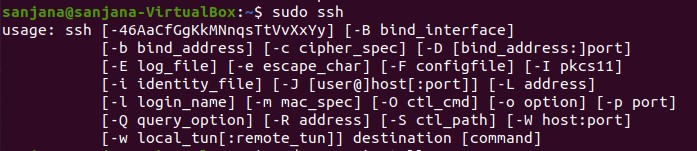 sanjana@sanjana-VirtualBox:~$ sudo ssh
usage: ssh [-46AaCfGgKkMNnqsTtVvXxYy] [-B bind_interface]
[-b bind_address] [-c cipher_spec] [-D [bind_address:]port]
[-E log_file] [-e escape_char] [-F configfile] [-I pkcs11]
[-i identity_file] [-J [user@]host[:port]] [-L address]
[-l login_name] [-m mac_spec] [-O ctl_cmd] [-o option] [-p port]
[-Q query_option] [-R address] [-S ctl_path] [-W host:port]
[-w local_tun[:remote_tun]] destination [command]